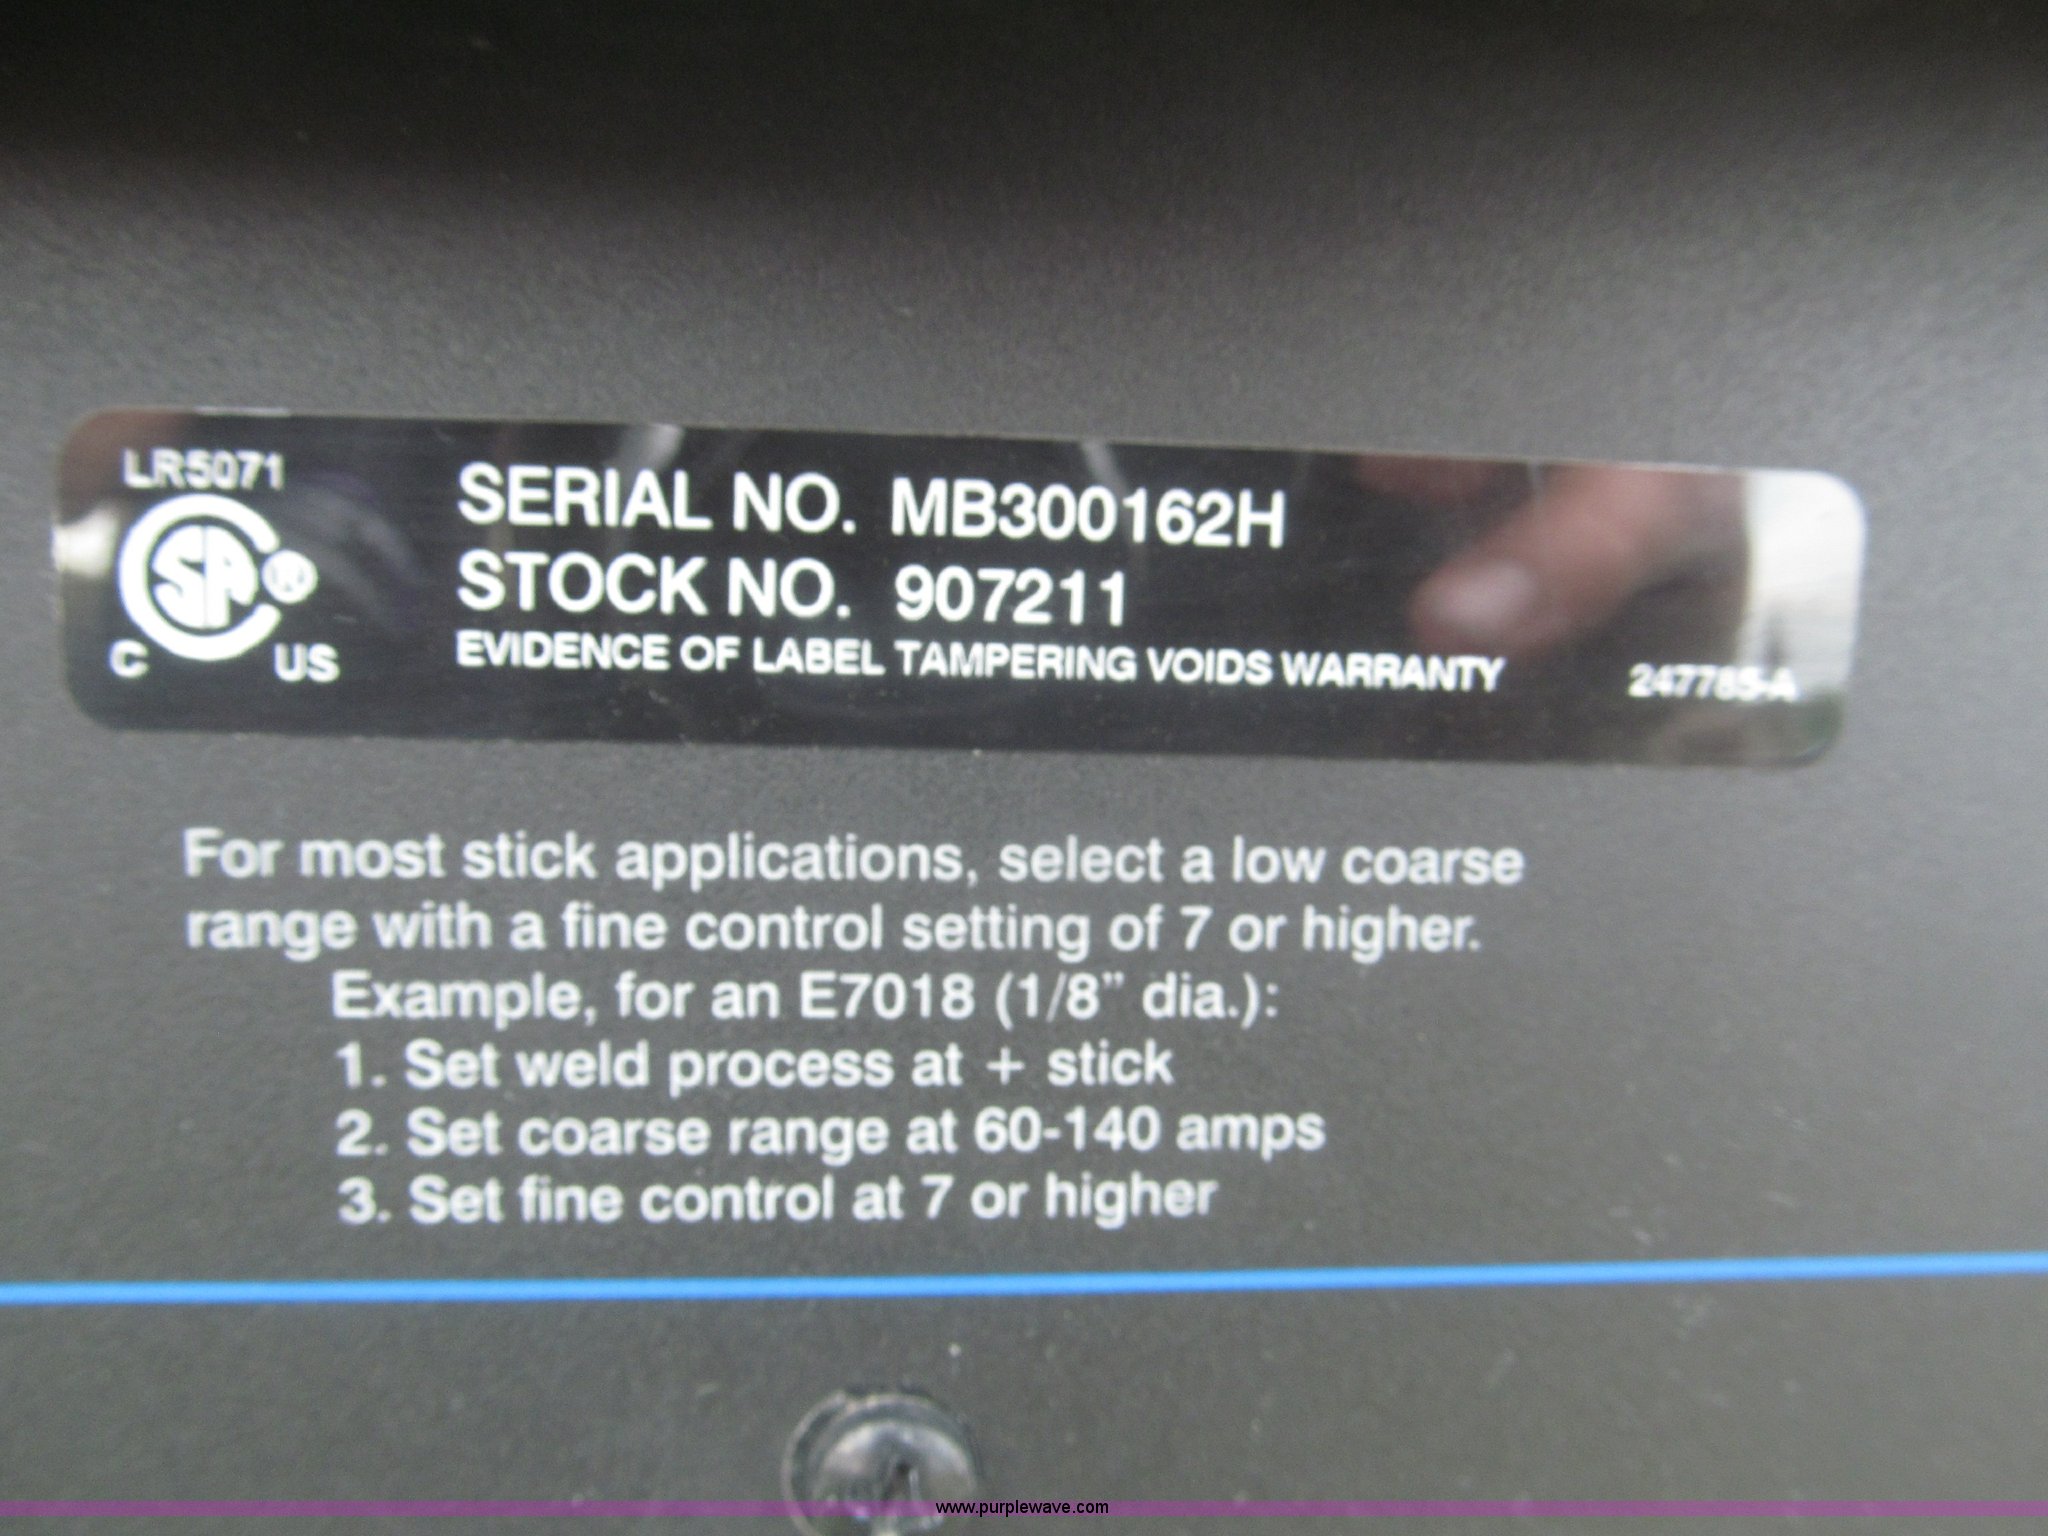 LR5071
CSA®
C US
SERIAL NO. MB300162H
STOCK NO. 907211
EVIDENCE OF LABEL TAMPERING VOIDS WARRANTY
247785-A
For most stick applications, select a low coarse
range with a fine control setting of 7 or higher.
Example, for an E7018 (1/8” dia.):
1. Set weld process at + stick
2. Set coarse range at 60-140 amps
3. Set fine control at 7 or higher
www.purplewave.com